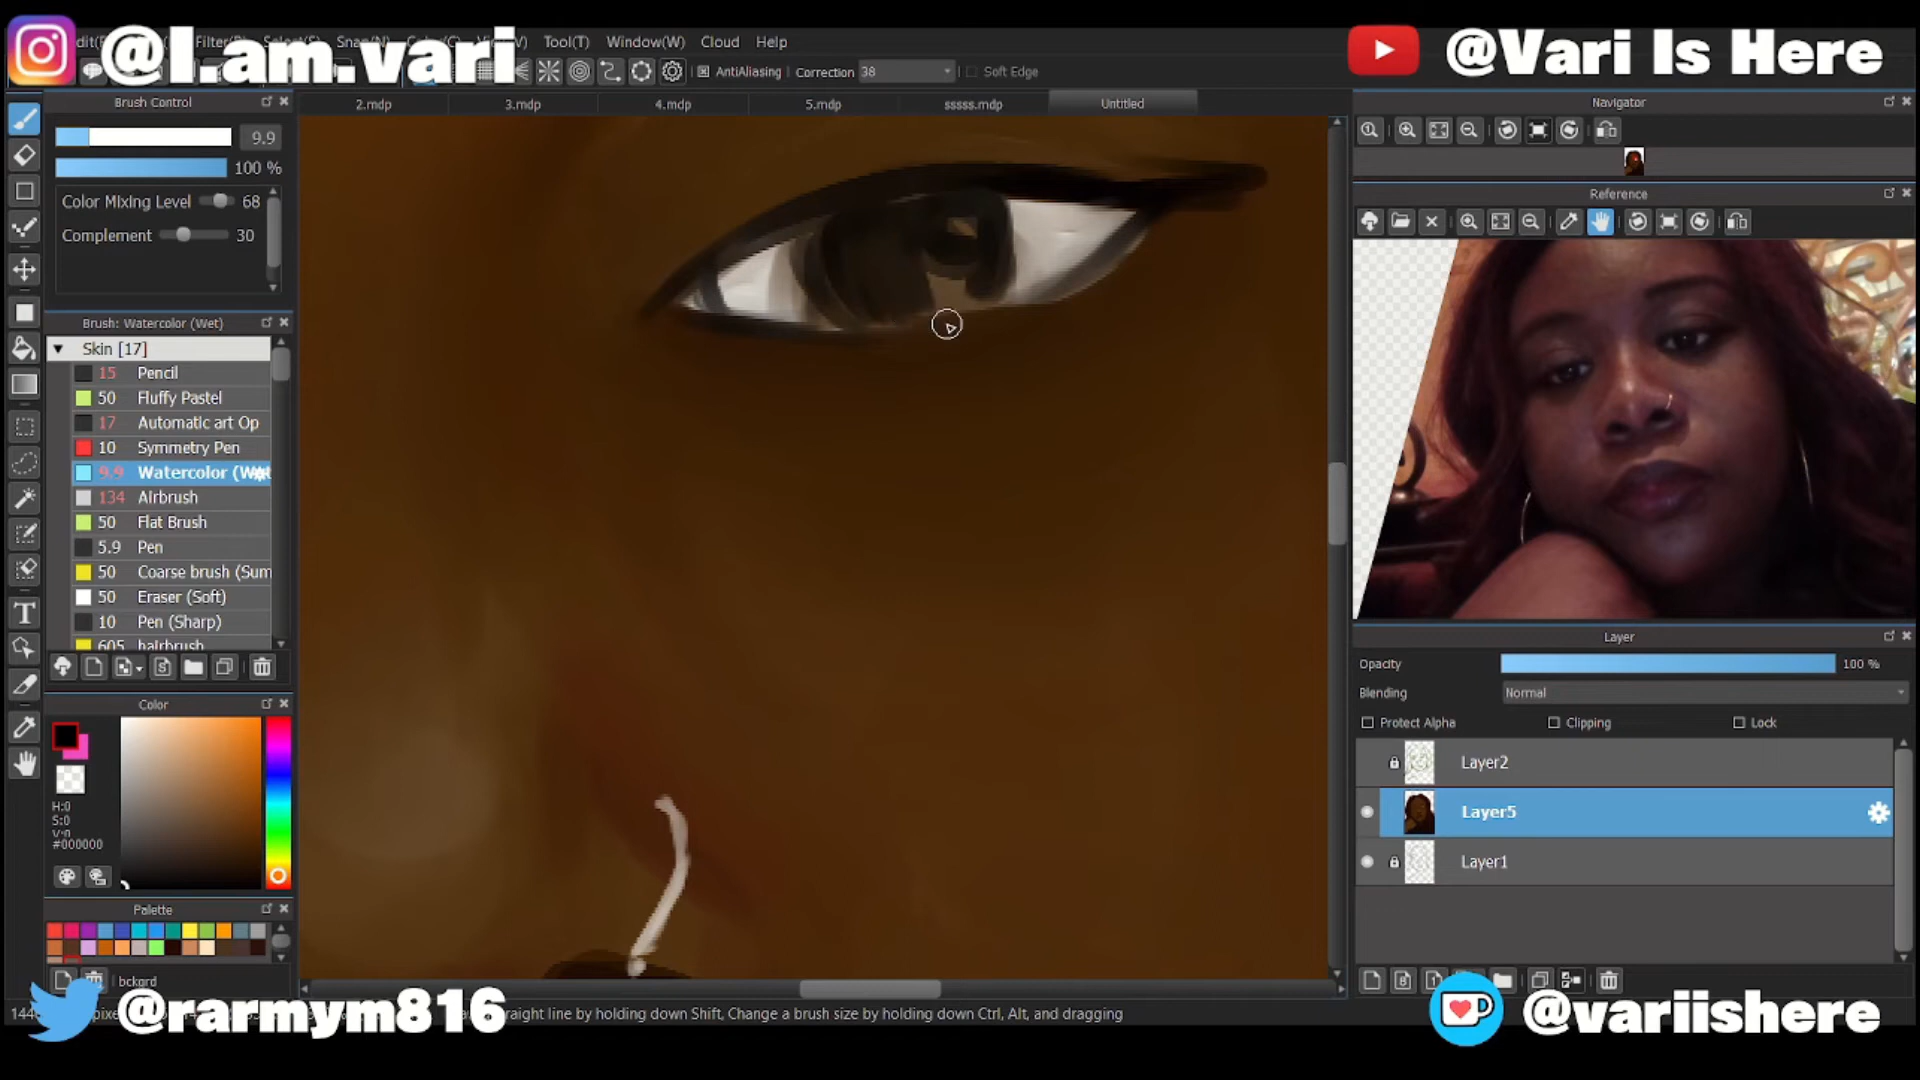 @I.am.vari
@Vari Is Here
Tool(T) Window(W) Cloud Help
AntiAliasing Correction 38 Soft Edge
Brush Control
2.mdp 3.mdp 4.mdp 5.mdp sssss.mdp Untitled
Navigator
9.9
100 %
Color Mixing Level 68
Complement 30
Reference
Brush: Watercolor (Wet)
Skin [17]
15 Pencil
50 Fluffy Pastel
17 Automatic art Op
10 Symmetry Pen
9.9 Watercolor (Wet
134 Airbrush
50 Flat Brush
5.9 Pen
50 Coarse brush (Sum
50 Eraser (Soft)
10 Pen (Sharp)
605 hairbrush
Color
H:0
S:0
V:0
#000000
Palette
bckgrd
Layer
Opacity 100 %
Blending Normal
Protect Alpha Clipping Lock
Layer2
Layer5
Layer1
@rarmym816
raight line by holding down Shift, Change a brush size by holding down Ctrl, Alt, and dragging
@variishere